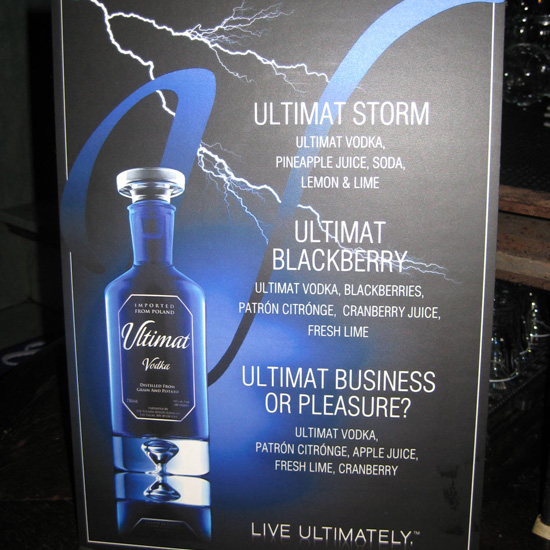 ULTIMAT STORM
ULTIMAT VODKA,
PINEAPPLE JUICE, SODA,
LEMON & LIME
ULTIMAT
BLACKBERRY
ULTIMAT VODKA, BLACKBERRIES,
PATRÓN CITRÓNGE, CRANBERRY JUICE,
FRESH LIME
ULTIMAT BUSINESS
OR PLEASURE?
ULTIMAT VODKA,
PATRÓN CITRÓNGE, APPLE JUICE,
FRESH LIME, CRANBERRY
LIVE ULTIMATELY.™
IMPORTED
FROM POLAND
Ultimat
Vodka
DISTILLED FROM
GRAIN AND POTATO